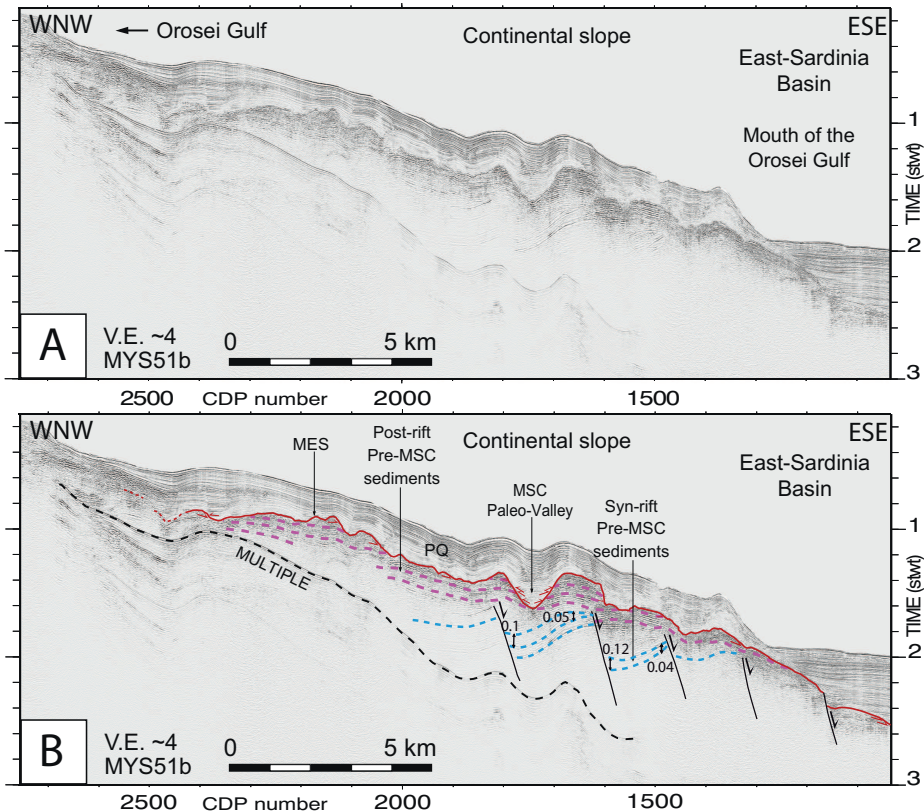 WNW
Orosei Gulf
Continental slope
ESE
East-Sardinia
Basin
Mouth of the
Orosei Gulf
1
2
3
TIME (stwt)
A
V.E. ~4
MYS51b
0
5 km
2500
CDP number
2000
1500
WNW
MES
Post-rift
Pre-MSC
sediments
Continental slope
MSC
Paleo-Valley
Syn-rift
Pre-MSC
sediments
ESE
East-Sardinia
Basin
PQ
MULTIPLE
0.1
0.05
0.12
0.04
1
2
3
TIME (stwt)
B
V.E. ~4
MYS51b
0
5 km
2500
CDP number
2000
1500